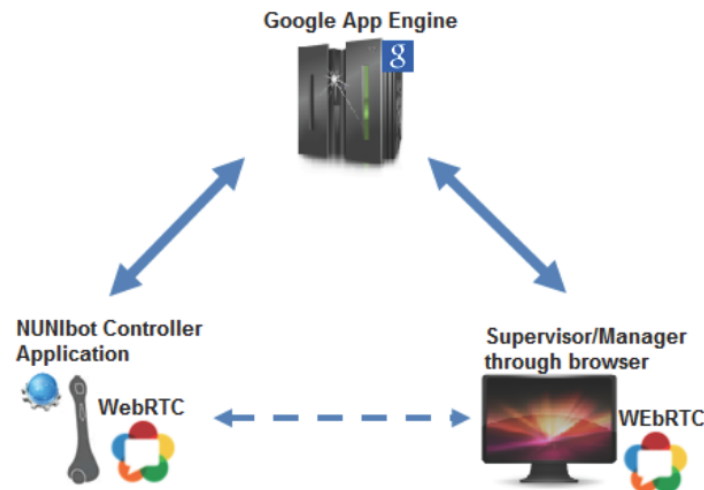 Google App Engine
g
NUNIbot Controller
Application
WebRTC
Supervisor/Manager
through browser
WEbRTC